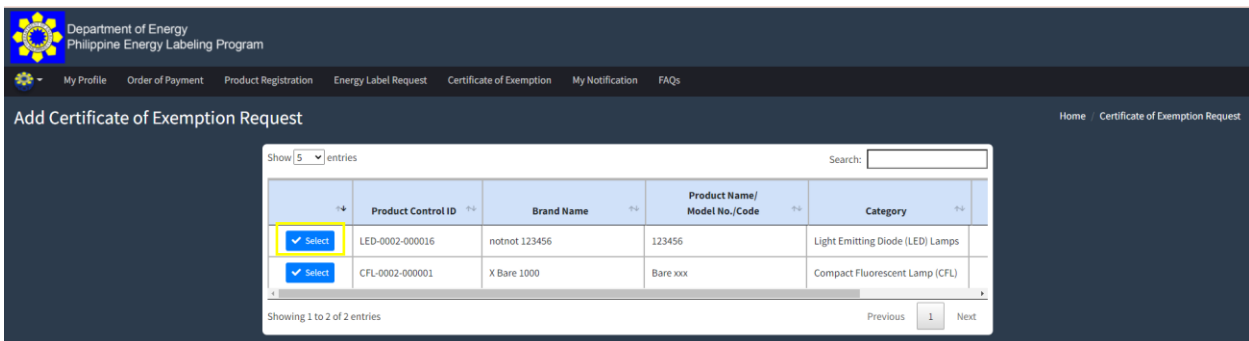 Department of Energy
Philippine Energy Labeling Program
My Profile Order of Payment Product Registration Energy Label Request Certificate of Exemption My Notification FAQs
Add Certificate of Exemption Request
Home / Certificate of Exemption Request
Show 5 entries
Search:
Product Control ID Brand Name Product Name/ Category
Model No./Code
Select LED-0002-000016 notnot 123456 123456 Light Emitting Diode (LED) Lamps
Select CFL-0002-000001 X Bare 1000 Bare xxx Compact Fluorescent Lamp (CFL)
Showing 1 to 2 of 2 entries
Previous 1 Next